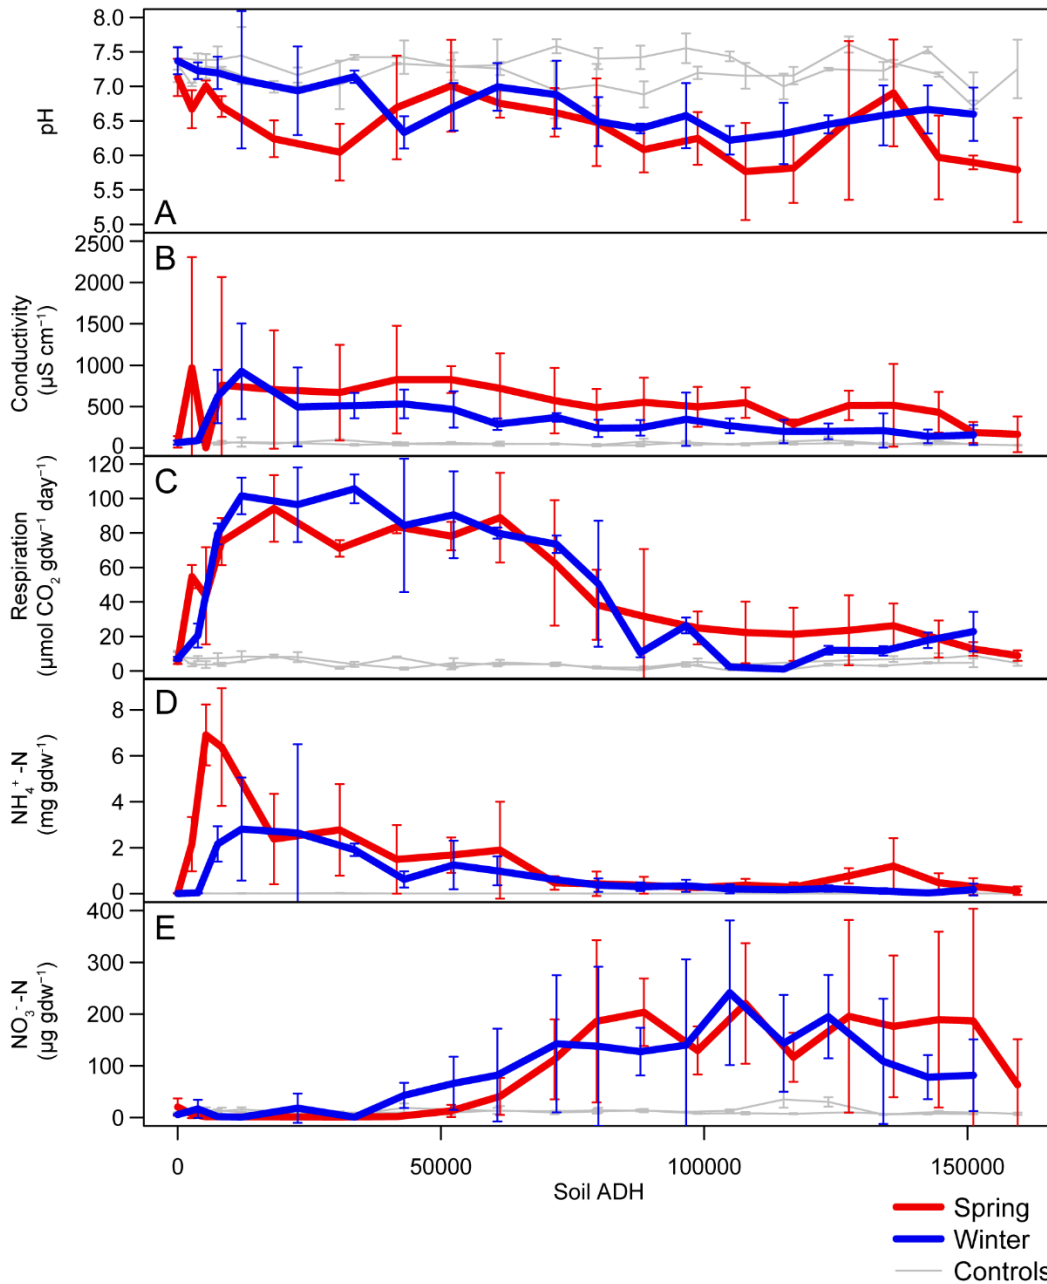 8.0
7.5
7.0
6.5
6.0
5.5
5.0
pH
A
2500
2000
1500
1000
500
0
Conductivity
(µS cm⁻¹)
B
120
100
80
60
40
20
0
Respiration
(µmol CO₂ gdw⁻¹ day⁻¹)
C
8
6
4
2
0
NH₄⁺ -N
(mg gdw⁻¹)
D
400
300
200
100
0
NO₃⁻-N
(µg gdw⁻¹)
E
0 50000 100000 150000
Soil ADH
Spring
Winter
Controls